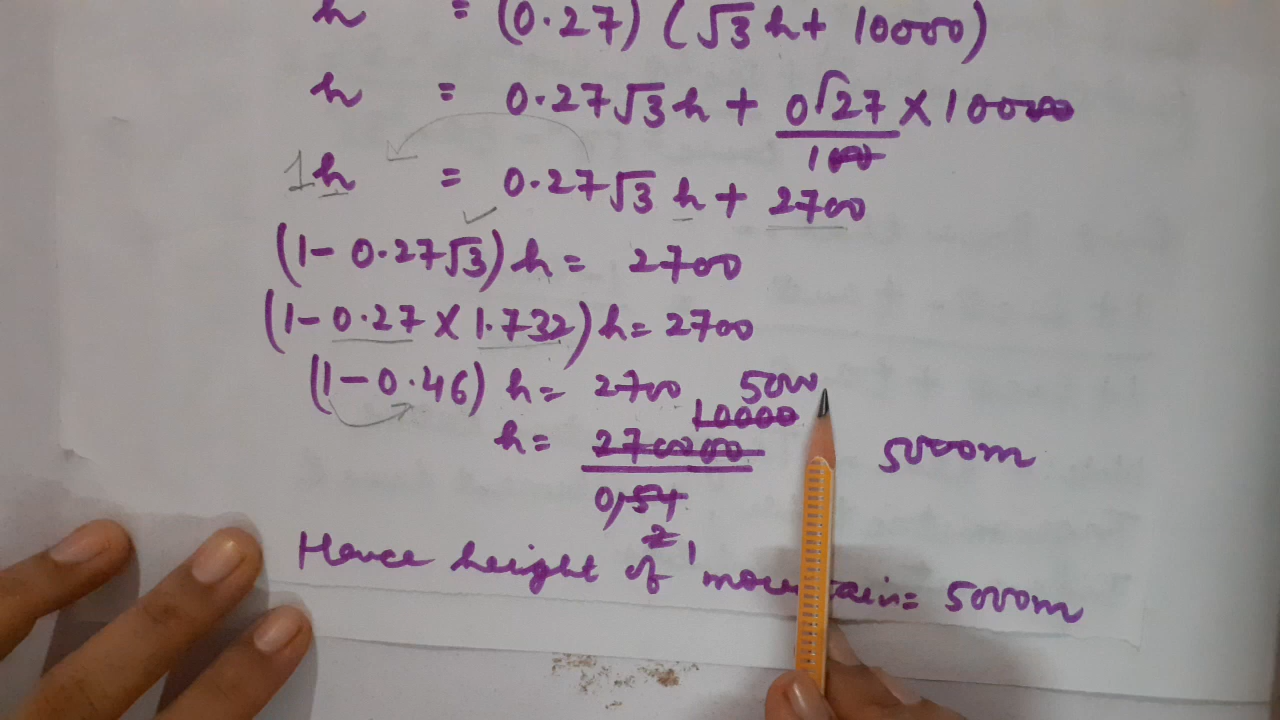 h = (0.27) (√3 h + 10000)
h = 0.27√3 h + 0.27 × 10000
100
1h = 0.27√3 h + 2700
(1 - 0.27√3) h = 2700
(1 - 0.27 × 1.732) h = 2700
(1 - 0.46) h = 2700 5000
10000
h = 270000 5000m
0.54
2 1
Hence height of mountain = 5000m